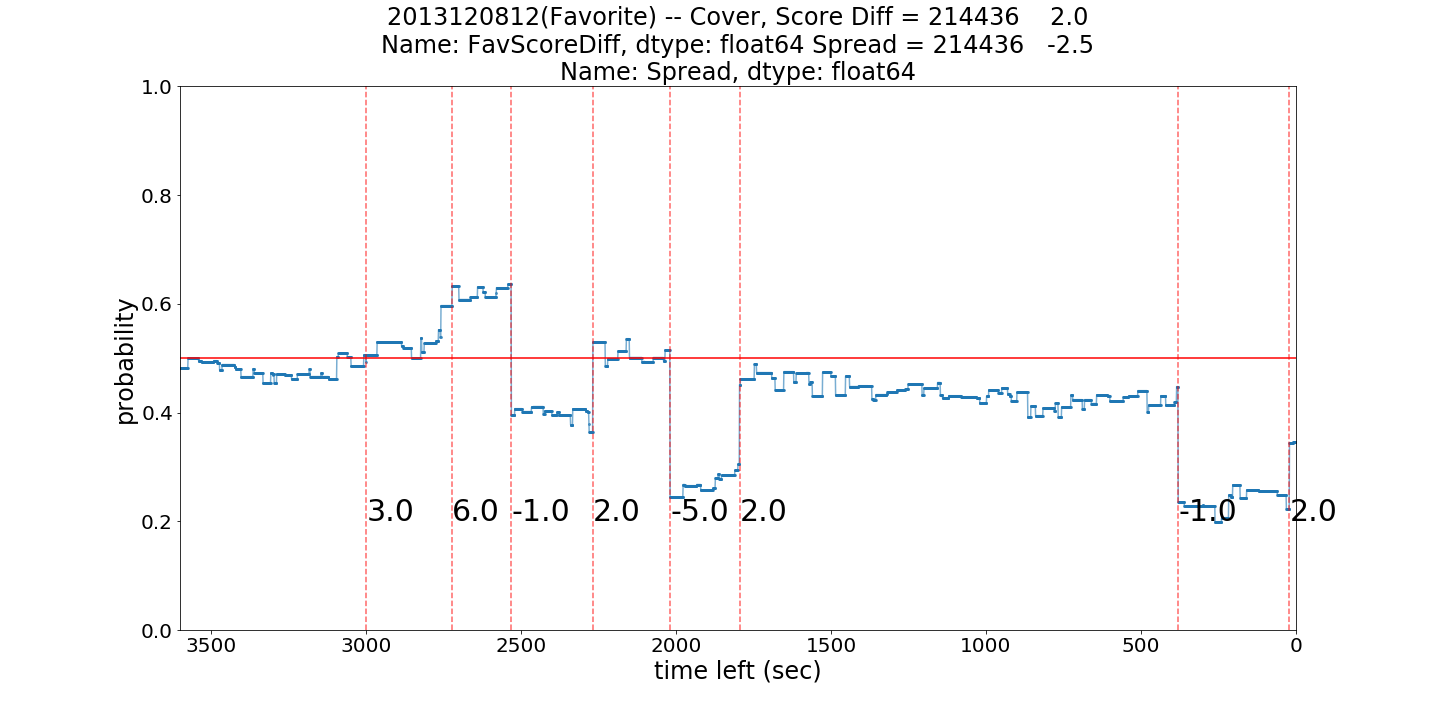 2013120812(Favorite) -- Cover, Score Diff = 214436    2.0
Name: FavScoreDiff, dtype: float64 Spread = 214436   -2.5
Name: Spread, dtype: float64
1.0
0.8
0.6
0.4
0.2
0.0
probability
3.0 6.0 -1.0 2.0 -5.0 2.0 -1.0 2.0
3500 3000 2500 2000 1500 1000 500 0
time left (sec)